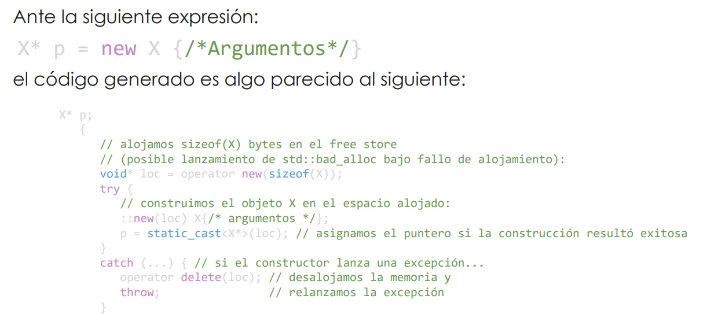 Ante la siguiente expresión:
X* p = new X {/*Argumentos*/}
el código generado es algo parecido al siguiente:
X* p;
{
// alojamos sizeof(X) bytes en el free store
// (posible lanzamiento de std::bad_alloc bajo fallo de alojamiento):
void* loc = operator new(sizeof(X));
try {
// construimos el objeto X en el espacio alojado:
::new(loc) X{/* argumentos */};
p = static_cast<X*>(loc); // asignamos el puntero si la construcción resultó exitosa
}
catch (...) { // si el constructor lanza una excepción...
operator delete(loc); // desalojamos la memoria y
throw; // relanzamos la excepción
}